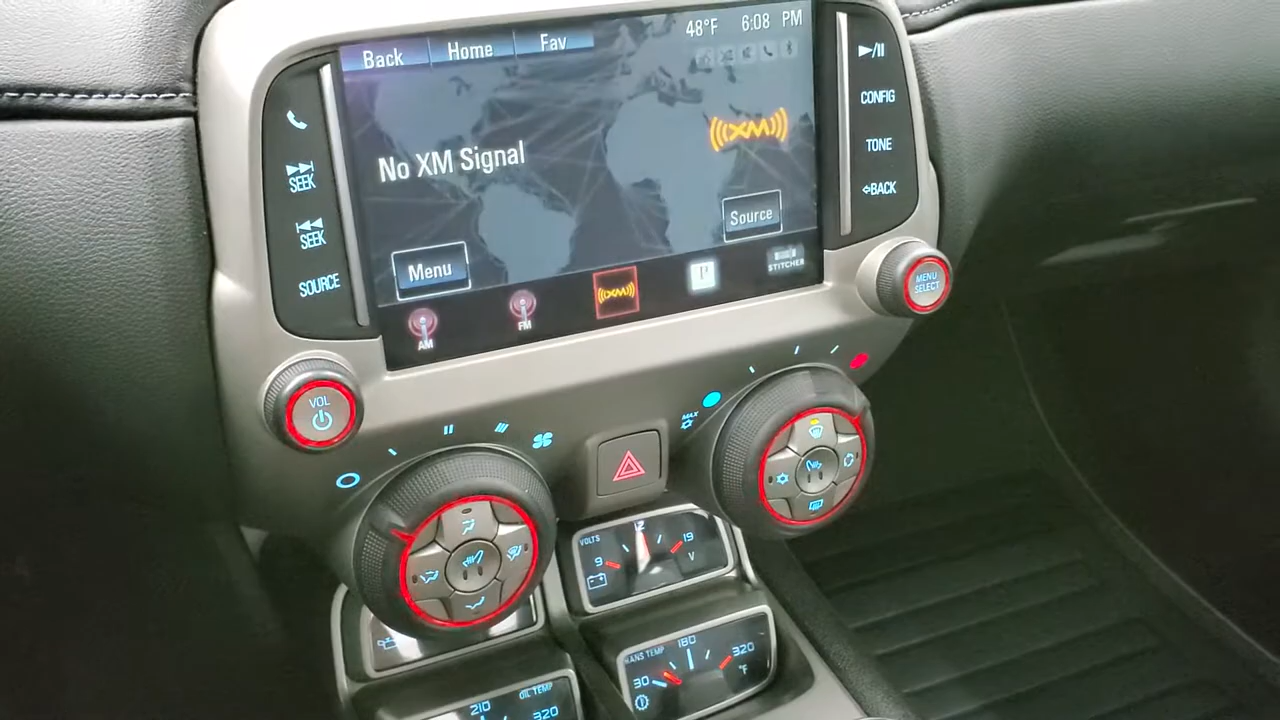 Back Home Fav 48°F 6:08 PM
No XM Signal
XM
Menu
Source
AM
FM
XM
P
STITCHER
SEEK
SEEK
SOURCE
CONFIG
TONE
BACK
MENU
SELECT
VOL
MAX
VOLTS
9
19
V
TRANS TEMP
30
180
320
°F
OIL TEMP
210
320